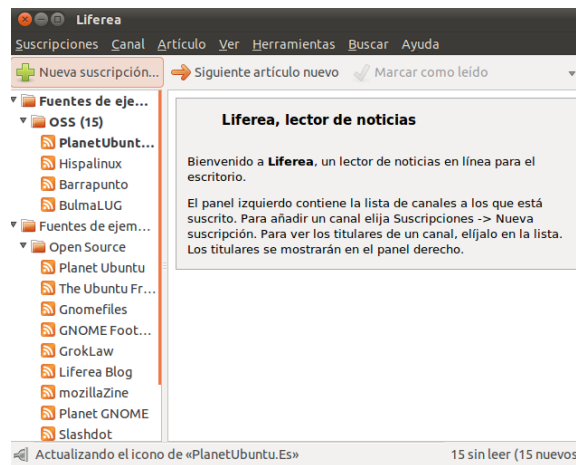 Liferea
Suscripciones Canal Artículo Ver Herramientas Buscar Ayuda
Nueva suscripción... Siguiente artículo nuevo Marcar como leído
Fuentes de eje...
OSS (15)
PlanetUbunt...
Hispalinux
Barrapunto
BulmaLUG
Fuentes de ejem...
Open Source
Planet Ubuntu
The Ubuntu Fr...
Gnomefiles
GNOME Foot...
GrokLaw
Liferea Blog
mozillaZine
Planet GNOME
Slashdot
Liferea, lector de noticias
Bienvenido a Liferea, un lector de noticias en línea para el
escritorio.
El panel izquierdo contiene la lista de canales a los que está
suscrito. Para añadir un canal elija Suscripciones -> Nueva
suscripción. Para ver los titulares de un canal, elíjalo en la lista.
Los titulares se mostrarán en el panel derecho.
Actualizando el icono de «PlanetUbuntu.Es» 15 sin leer (15 nuevos